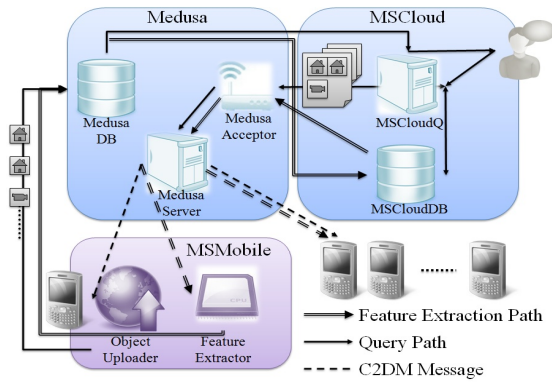 Medusa
MSCloud
Medusa
DB
Medusa
Acceptor
MSCloudQ
Medusa
Server
MSCloudDB
MSMobile
CPU
Object
Uploader
Feature
Extractor
Feature Extraction Path
Query Path
C2DM Message